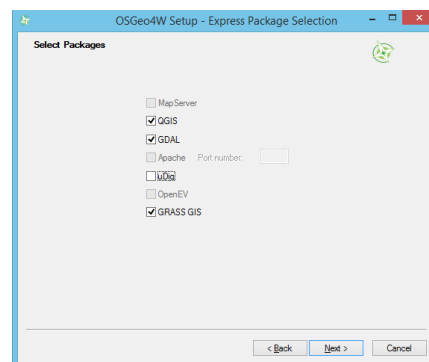 OSGeo4W Setup - Express Package Selection
Select Packages
MapServer
QGIS
GDAL
Apache Port number:
uDig
OpenEV
GRASS GIS
< Back Next > Cancel